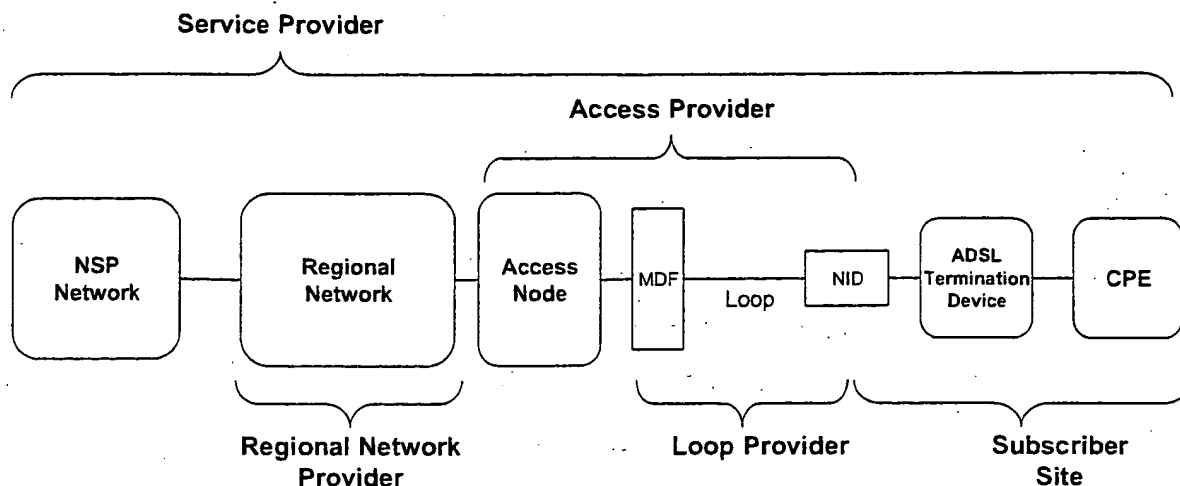 Service Provider
Access Provider
NSP
Network
Regional
Network
Access
Node
MDF
Loop
NID
ADSL
Termination
Device
CPE
Regional Network
Provider
Loop Provider
Subscriber
Site